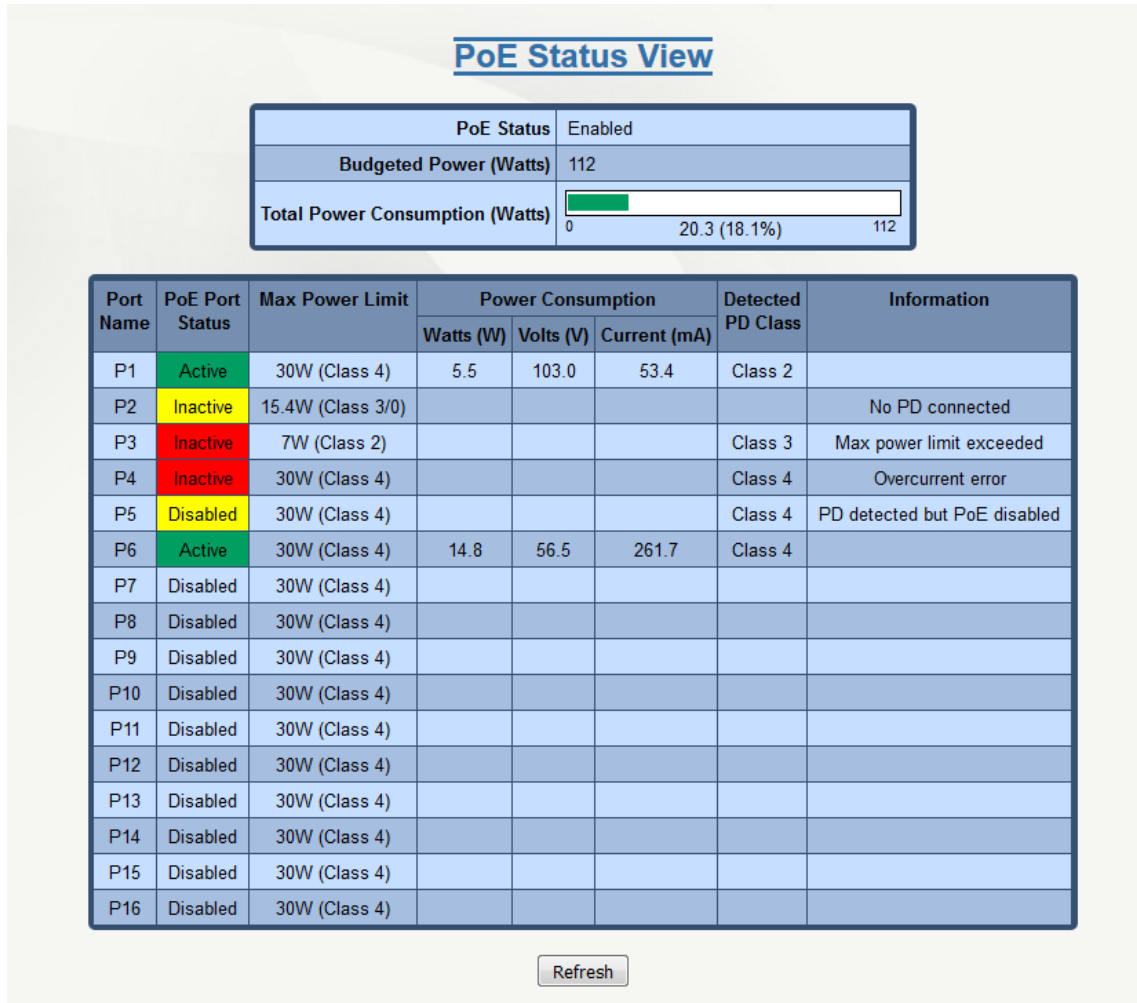 PoE Status View
PoE Status Enabled
Budgeted Power (Watts) 112
Total Power Consumption (Watts)
0 20.3 (18.1%) 112
Port Name PoE Port Status Max Power Limit Power Consumption Detected PD Class Information
Watts (W) Volts (V) Current (mA)
P1 Active 30W (Class 4) 5.5 103.0 53.4 Class 2
P2 Inactive 15.4W (Class 3/0) No PD connected
P3 Inactive 7W (Class 2) Class 3 Max power limit exceeded
P4 Inactive 30W (Class 4) Class 4 Overcurrent error
P5 Disabled 30W (Class 4) Class 4 PD detected but PoE disabled
P6 Active 30W (Class 4) 14.8 56.5 261.7 Class 4
P7 Disabled 30W (Class 4)
P8 Disabled 30W (Class 4)
P9 Disabled 30W (Class 4)
P10 Disabled 30W (Class 4)
P11 Disabled 30W (Class 4)
P12 Disabled 30W (Class 4)
P13 Disabled 30W (Class 4)
P14 Disabled 30W (Class 4)
P15 Disabled 30W (Class 4)
P16 Disabled 30W (Class 4)
Refresh